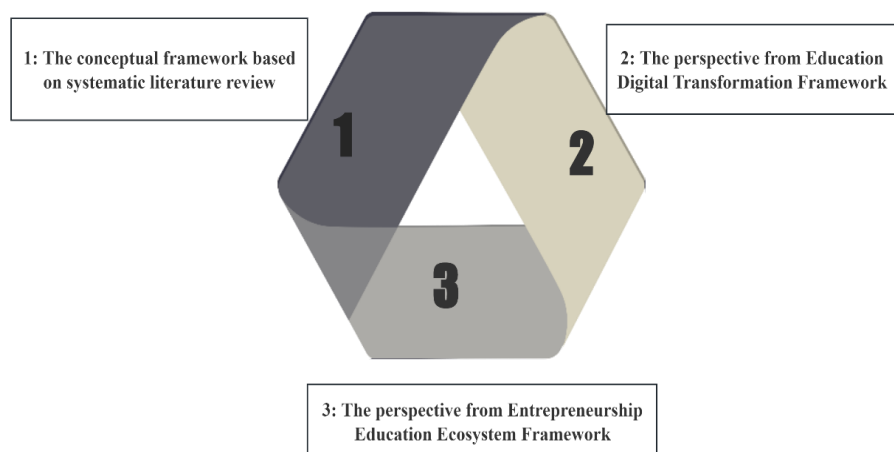 1: The conceptual framework based
on systematic literature review
2: The perspective from Education
Digital Transformation Framework
1
2
3
3: The perspective from Entrepreneurship
Education Ecosystem Framework